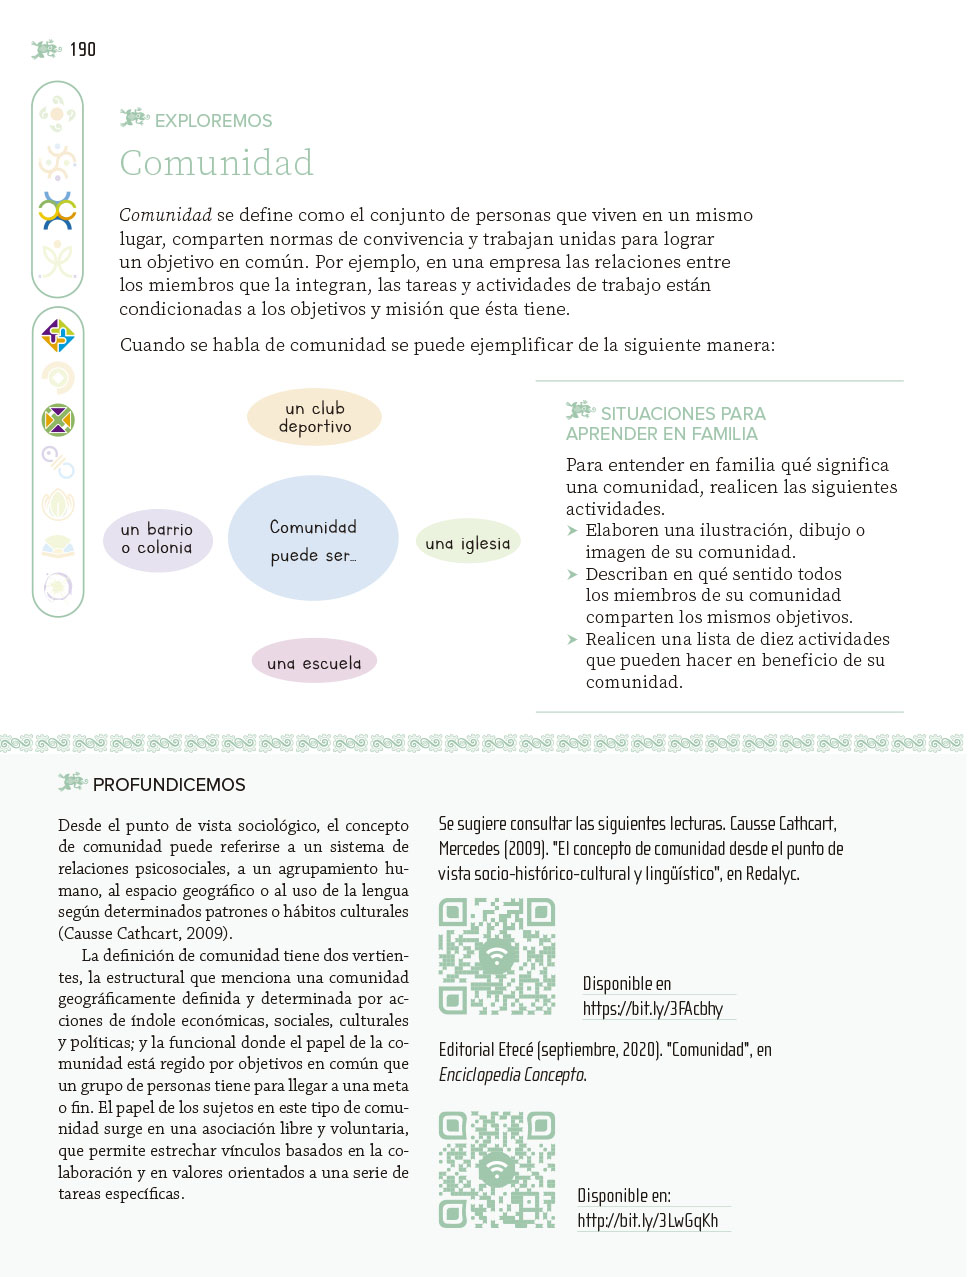 190
EXPLOREMOS
Comunidad
Comunidad se define como el conjunto de personas que viven en un mismo
lugar, comparten normas de convivencia y trabajan unidas para lograr
un objetivo en común. Por ejemplo, en una empresa las relaciones entre
los miembros que la integran, las tareas y actividades de trabajo están
condicionadas a los objetivos y misión que ésta tiene.
Cuando se habla de comunidad se puede ejemplificar de la siguiente manera:
un club
deportivo
un barrio
o colonia
Comunidad
puede ser...
una iglesia
una escuela
SITUACIONES PARA
APRENDER EN FAMILIA
Para entender en familia qué significa
una comunidad, realicen las siguientes
actividades.
➤ Elaboren una ilustración, dibujo o
imagen de su comunidad.
➤ Describan en qué sentido todos
los miembros de su comunidad
comparten los mismos objetivos.
➤ Realicen una lista de diez actividades
que pueden hacer en beneficio de su
comunidad.
PROFUNDICEMOS
Desde el punto de vista sociológico, el concepto
de comunidad puede referirse a un sistema de
relaciones psicosociales, a un agrupamiento hu-
mano, al espacio geográfico o al uso de la lengua
según determinados patrones o hábitos culturales
(Causse Cathcart, 2009).
La definición de comunidad tiene dos vertien-
tes, la estructural que menciona una comunidad
geográficamente definida y determinada por ac-
ciones de índole económicas, sociales, culturales
y políticas; y la funcional donde el papel de la co-
munidad está regido por objetivos en común que
un grupo de personas tiene para llegar a una meta
o fin. El papel de los sujetos en este tipo de comu-
nidad surge en una asociación libre y voluntaria,
que permite estrechar vínculos basados en la co-
laboración y en valores orientados a una serie de
tareas específicas.
Se sugiere consultar las siguientes lecturas. Causse Cathcart,
Mercedes (2009). "El concepto de comunidad desde el punto de
vista socio-histórico-cultural y lingüístico", en Redalyc.
Disponible en
https://bit.ly/3FAcbhy
Editorial Etecé (septiembre, 2020). "Comunidad", en
Enciclopedia Concepto.
Disponible en:
http://bit.ly/3LwGqKh